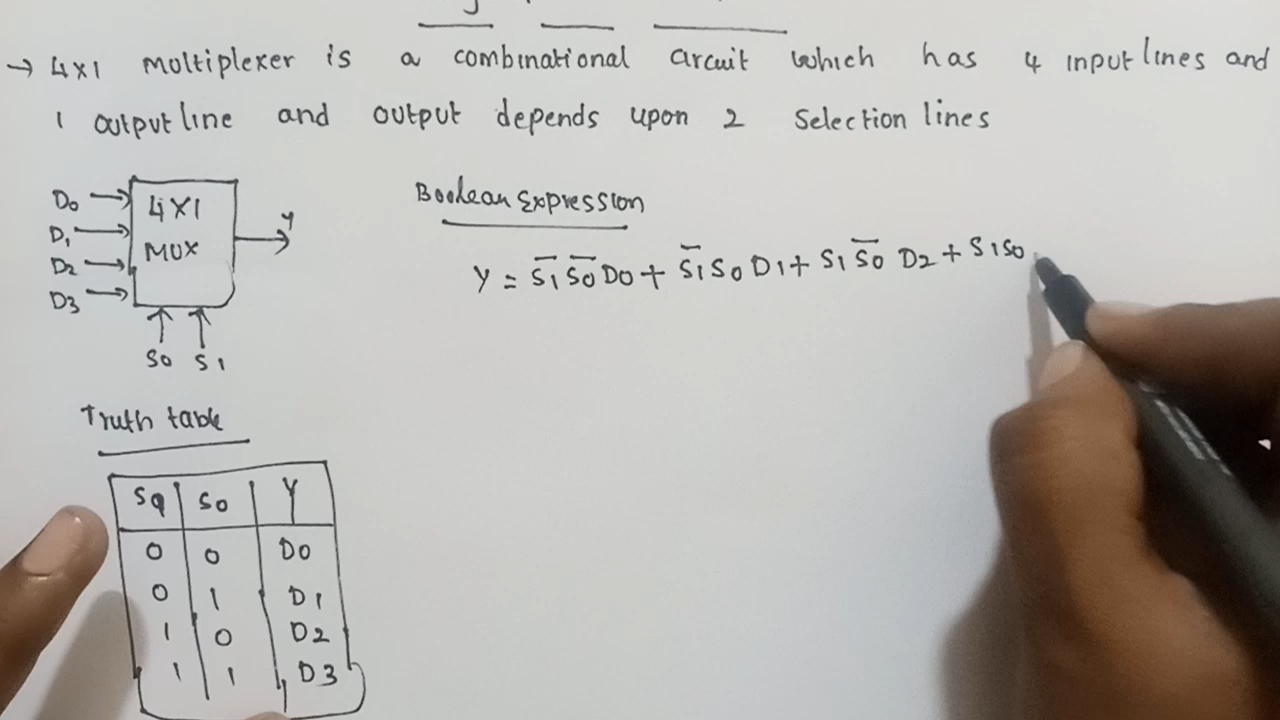 → 4x1 moltiplexer is a combinational circuit which has 4 input lines and
1 output line and output depends upon 2 Selection lines
D0
D1
D2
D3
4X1
MUX
Y
S0 S1
Boolean Expression
Y = S̅1 S̅0 D0 + S̅1 S0 D1 + S1 S̅0 D2 + S1 S0
Truth table
S0 Y
0 0 D0
0 1 D1
1 0 D2
1 1 D3